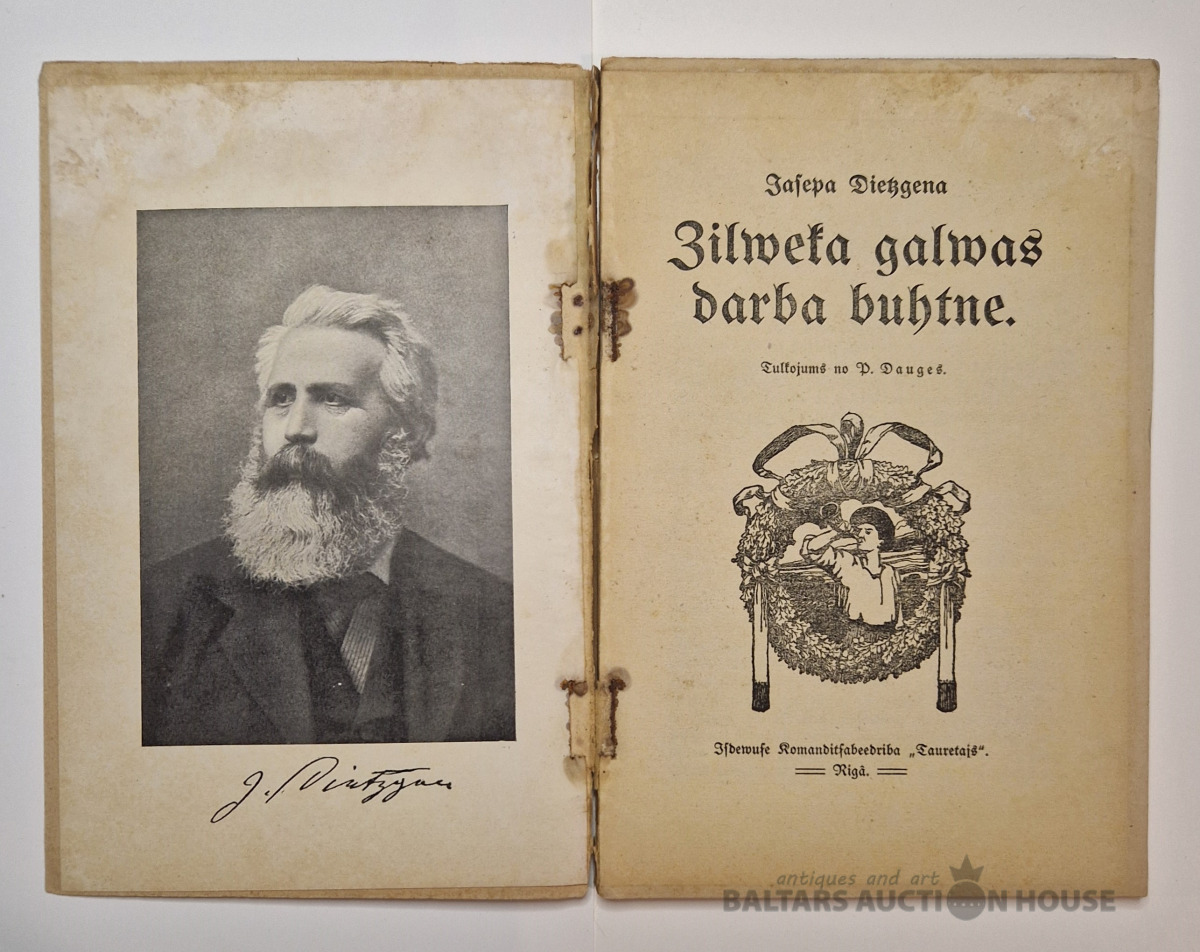 J. Dietzgen
Jaſepa Dietzgena
Zilweka galwas
darba buhtne.
Tulkojums no P. Dauges.
Iſdewuſe Komanditſabeedriba „Tauretajs“.
Rigâ.
antiques and art
BALTARS AUCTION HOUSE